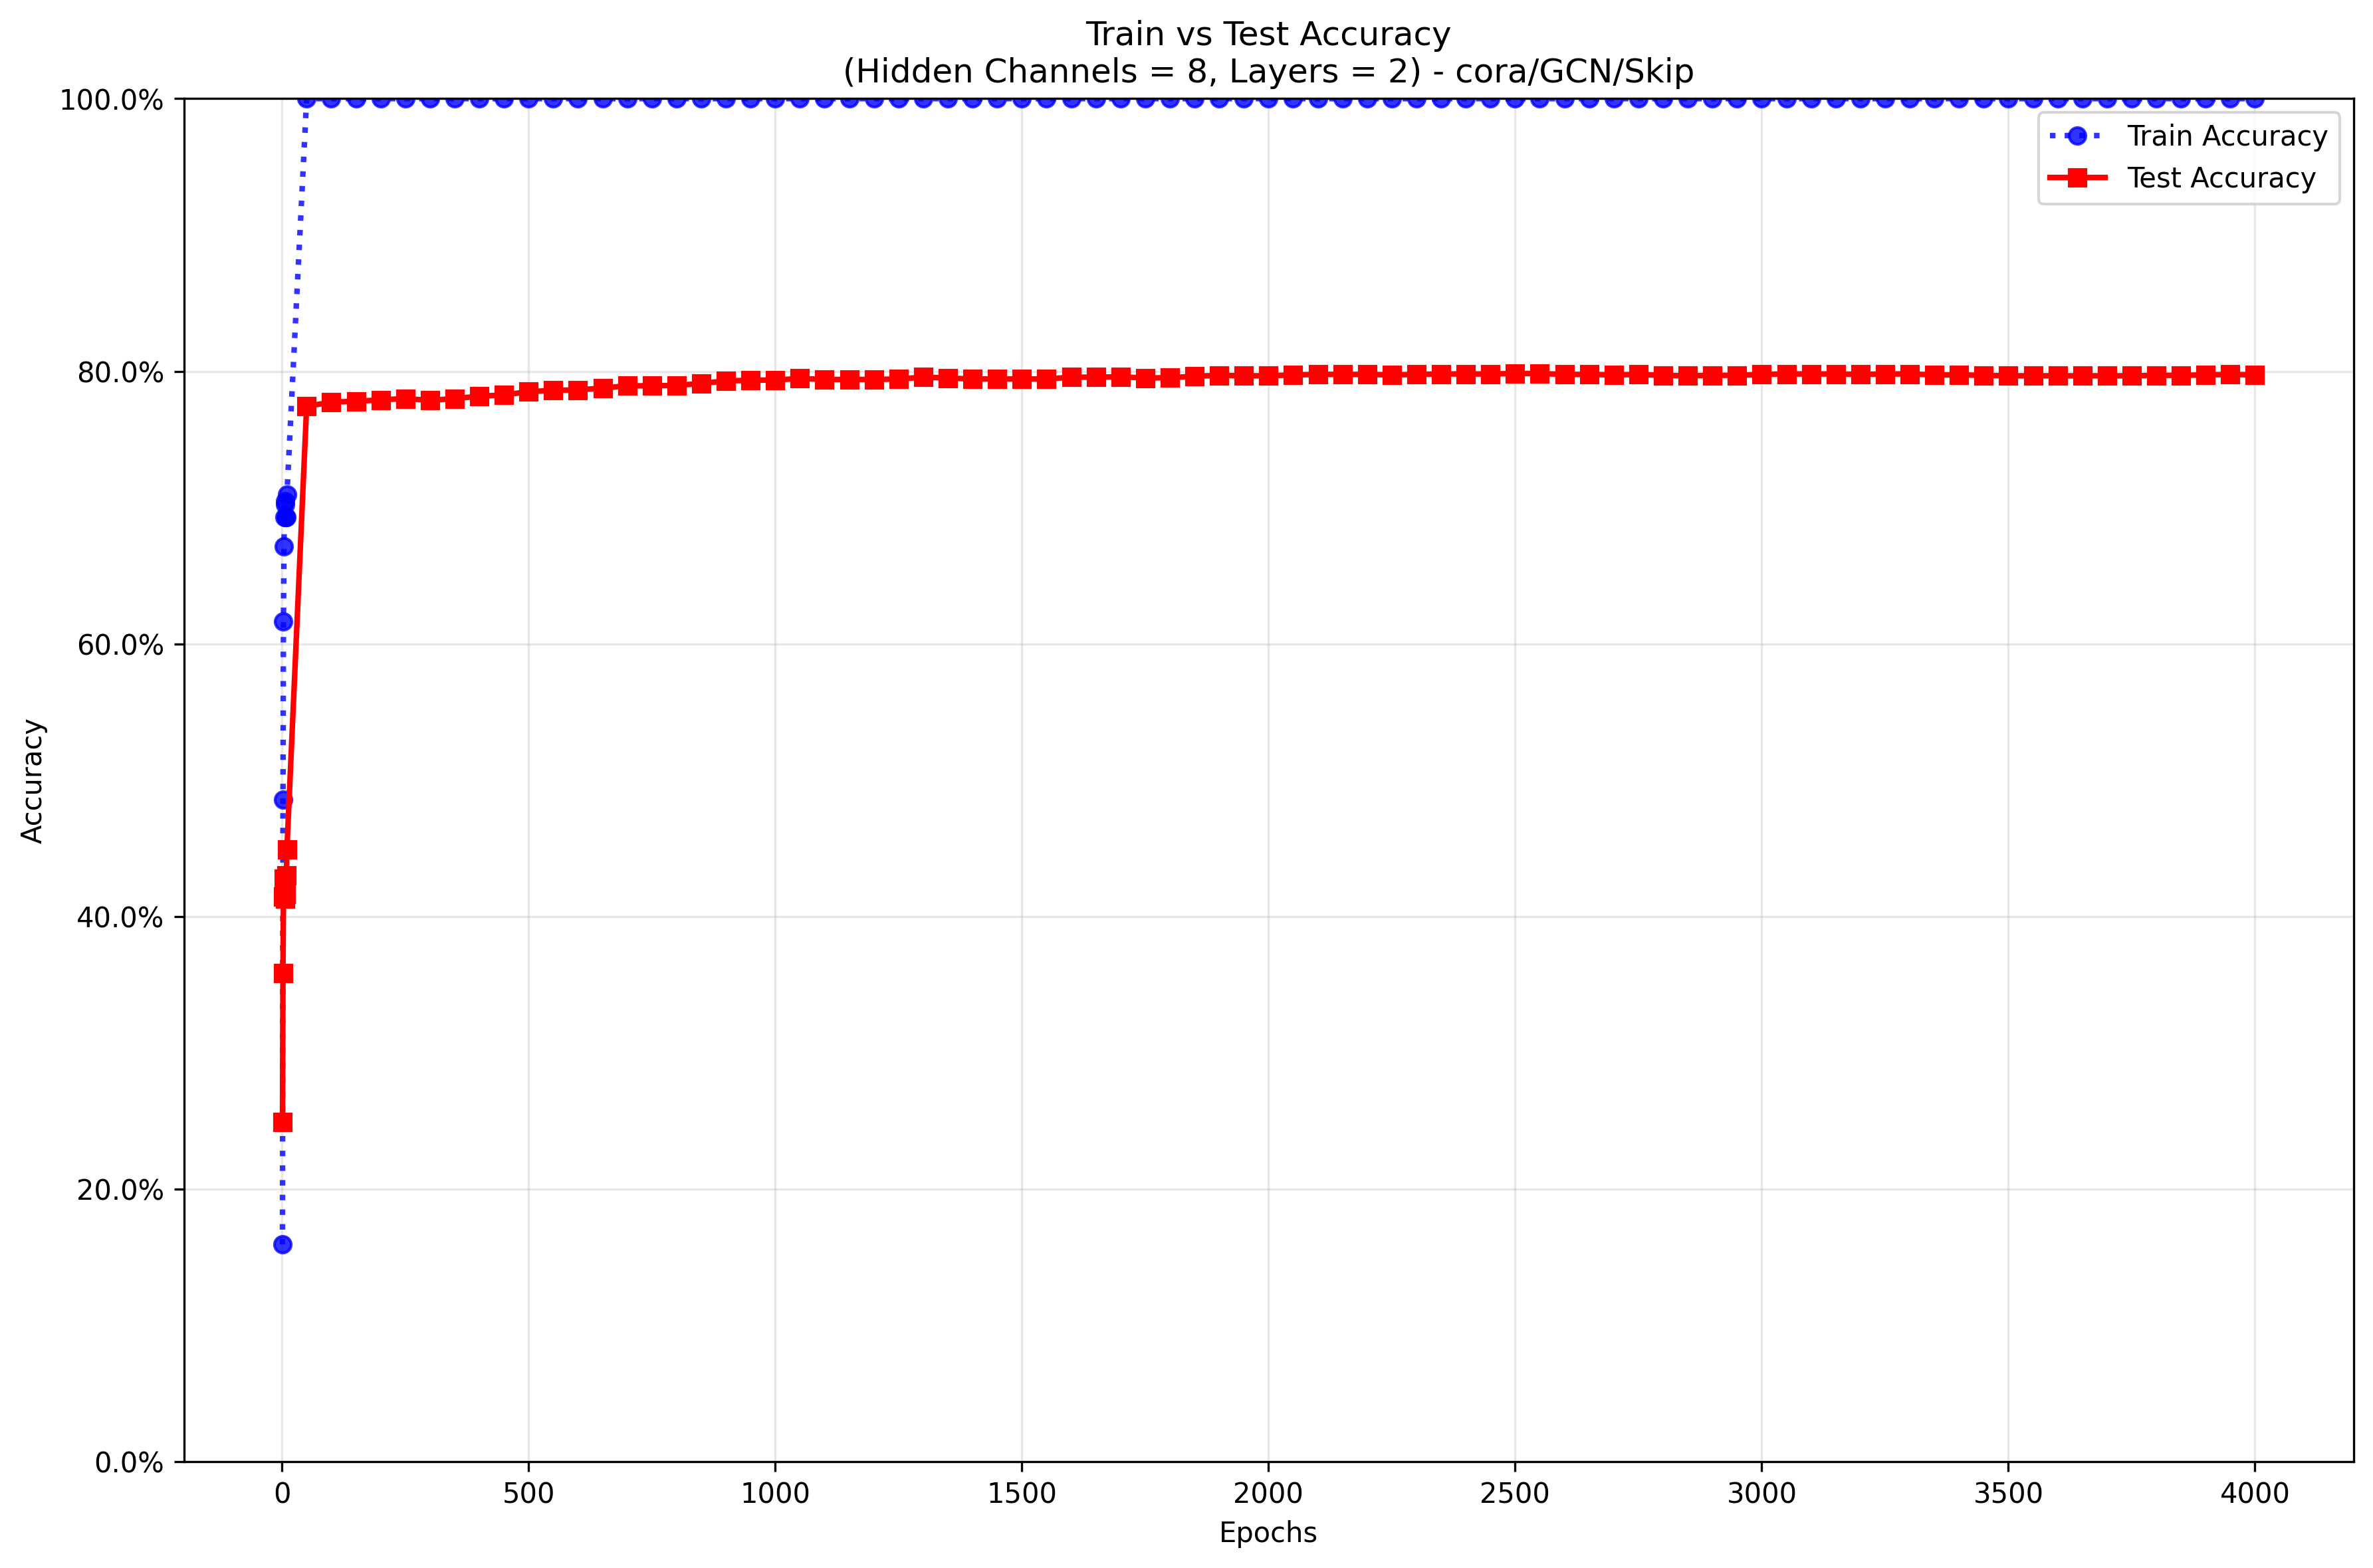 Train vs Test Accuracy
(Hidden Channels = 8, Layers = 2) - cora/GCN/Skip
100.0%
80.0%
60.0%
40.0%
20.0%
0.0%
Accuracy
Train Accuracy
Test Accuracy
0 500 1000 1500 2000 2500 3000 3500 4000
Epochs